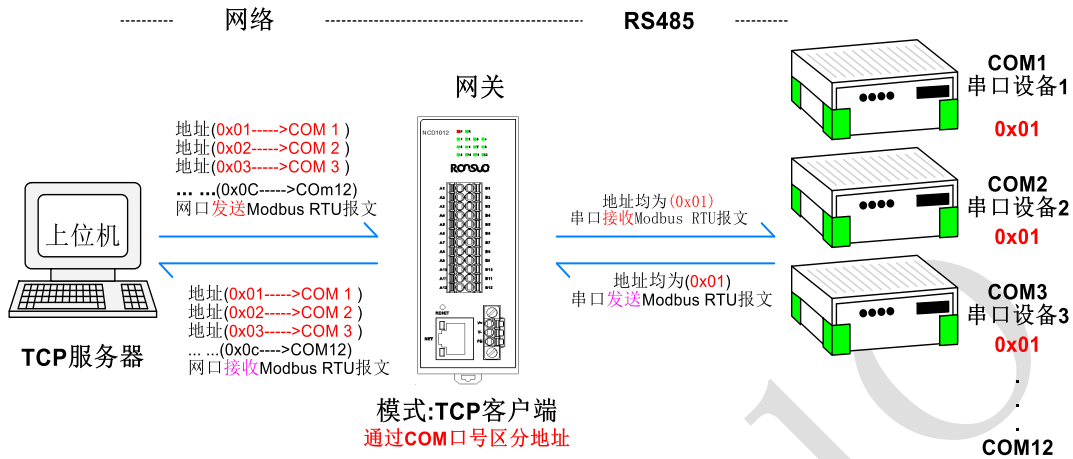 网络
RS485
网关
COM1
串口设备1
0x01
地址(0x01----->COM 1 )
地址(0x02----->COM 2 )
地址(0x03----->COM 3 )
... ...(0x0C----->COm12)
网口发送Modbus RTU报文
NCD1012
上位机
地址均为(0x01)
串口接收Modbus RTU报文
COM2
串口设备2
0x01
地址均为(0x01)
串口发送Modbus RTU报文
地址(0x01----->COM 1 )
地址(0x02----->COM 2 )
地址(0x03----->COM 3 )
... ...(0x0c---->COM12)
网口接收Modbus RTU报文
COM3
串口设备3
0x01
NET
V+
V-
TCP服务器
模式:TCP客户端
通过COM口号区分地址
COM12